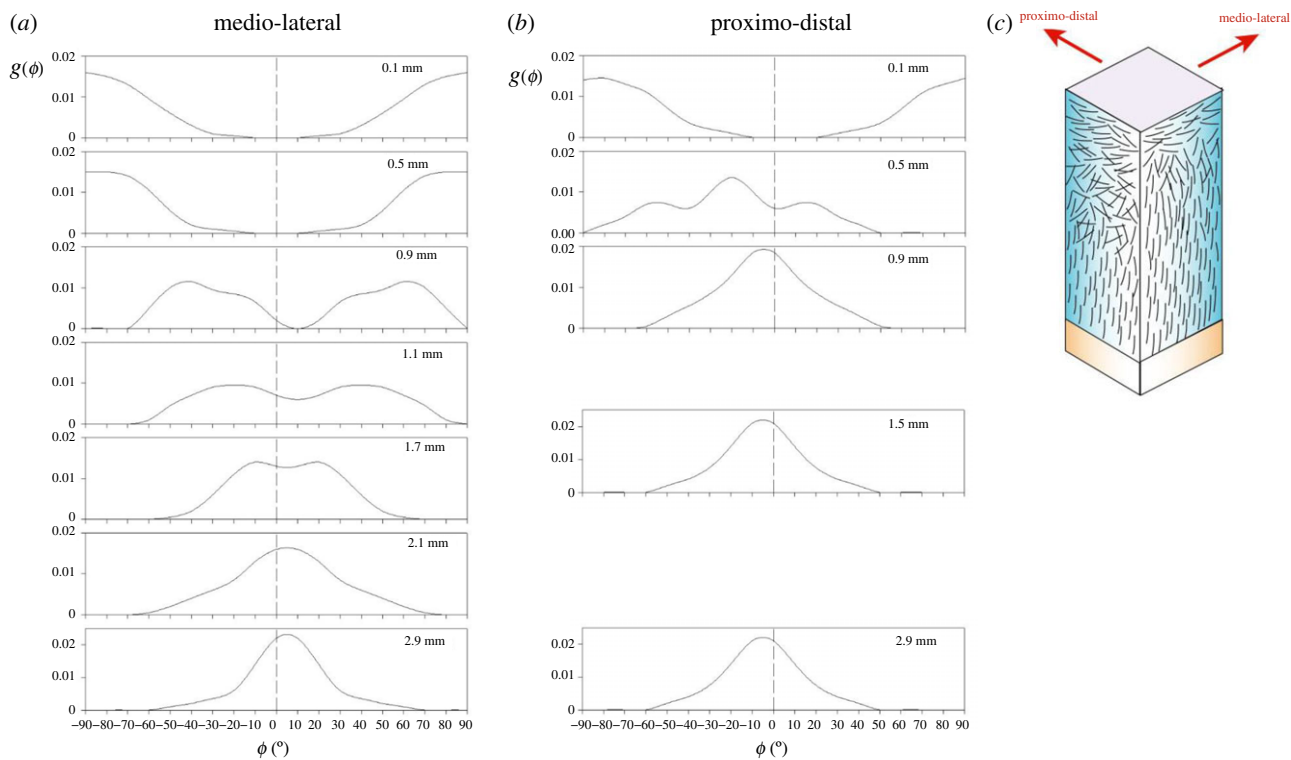 (a) medio-lateral
g(ϕ)
0.02
0.01
0
0.1 mm
0.02
0.01
0
0.5 mm
0.02
0.01
0
0.9 mm
0.02
0.01
0
1.1 mm
0.02
0.01
0
1.7 mm
0.02
0.01
0
2.1 mm
0.02
0.01
0
2.9 mm
−90−80−70−60−50−40−30−20−10 0 10 20 30 40 50 60 70 80 90
ϕ (º)
(b) proximo-distal
g(ϕ)
0.02
0.01
0
0.1 mm
0.02
0.01
0.00
0.5 mm
0.02
0.01
0
0.9 mm
0.02
0.01
0
1.5 mm
0.02
0.01
0
2.9 mm
−90−80−70−60−50−40−30−20−10 0 10 20 30 40 50 60 70 80 90
ϕ (º)
(c)
proximo-distal
medio-lateral